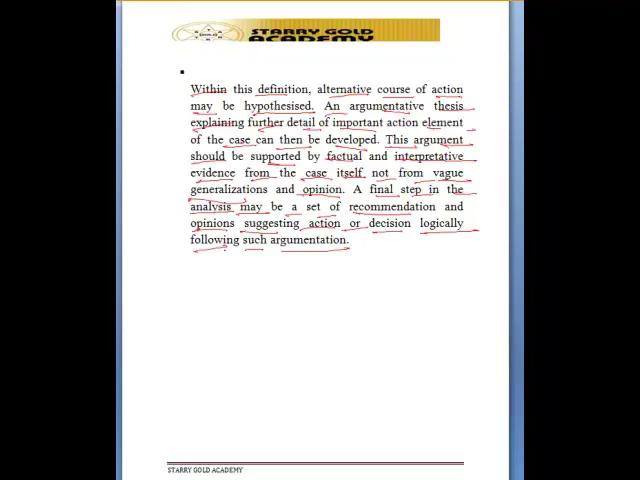 STARRY GOLD
ACADEMY
Within this definition, alternative course of action
may be hypothesised. An argumentative thesis
explaining further detail of important action element
of the case can then be developed. This argument
should be supported by factual and interpretative
evidence from the case itself not from vague
generalizations and opinion. A final step in the
analysis may be a set of recommendation and
opinions suggesting action or decision logically
following such argumentation.
STARRY GOLD ACADEMY